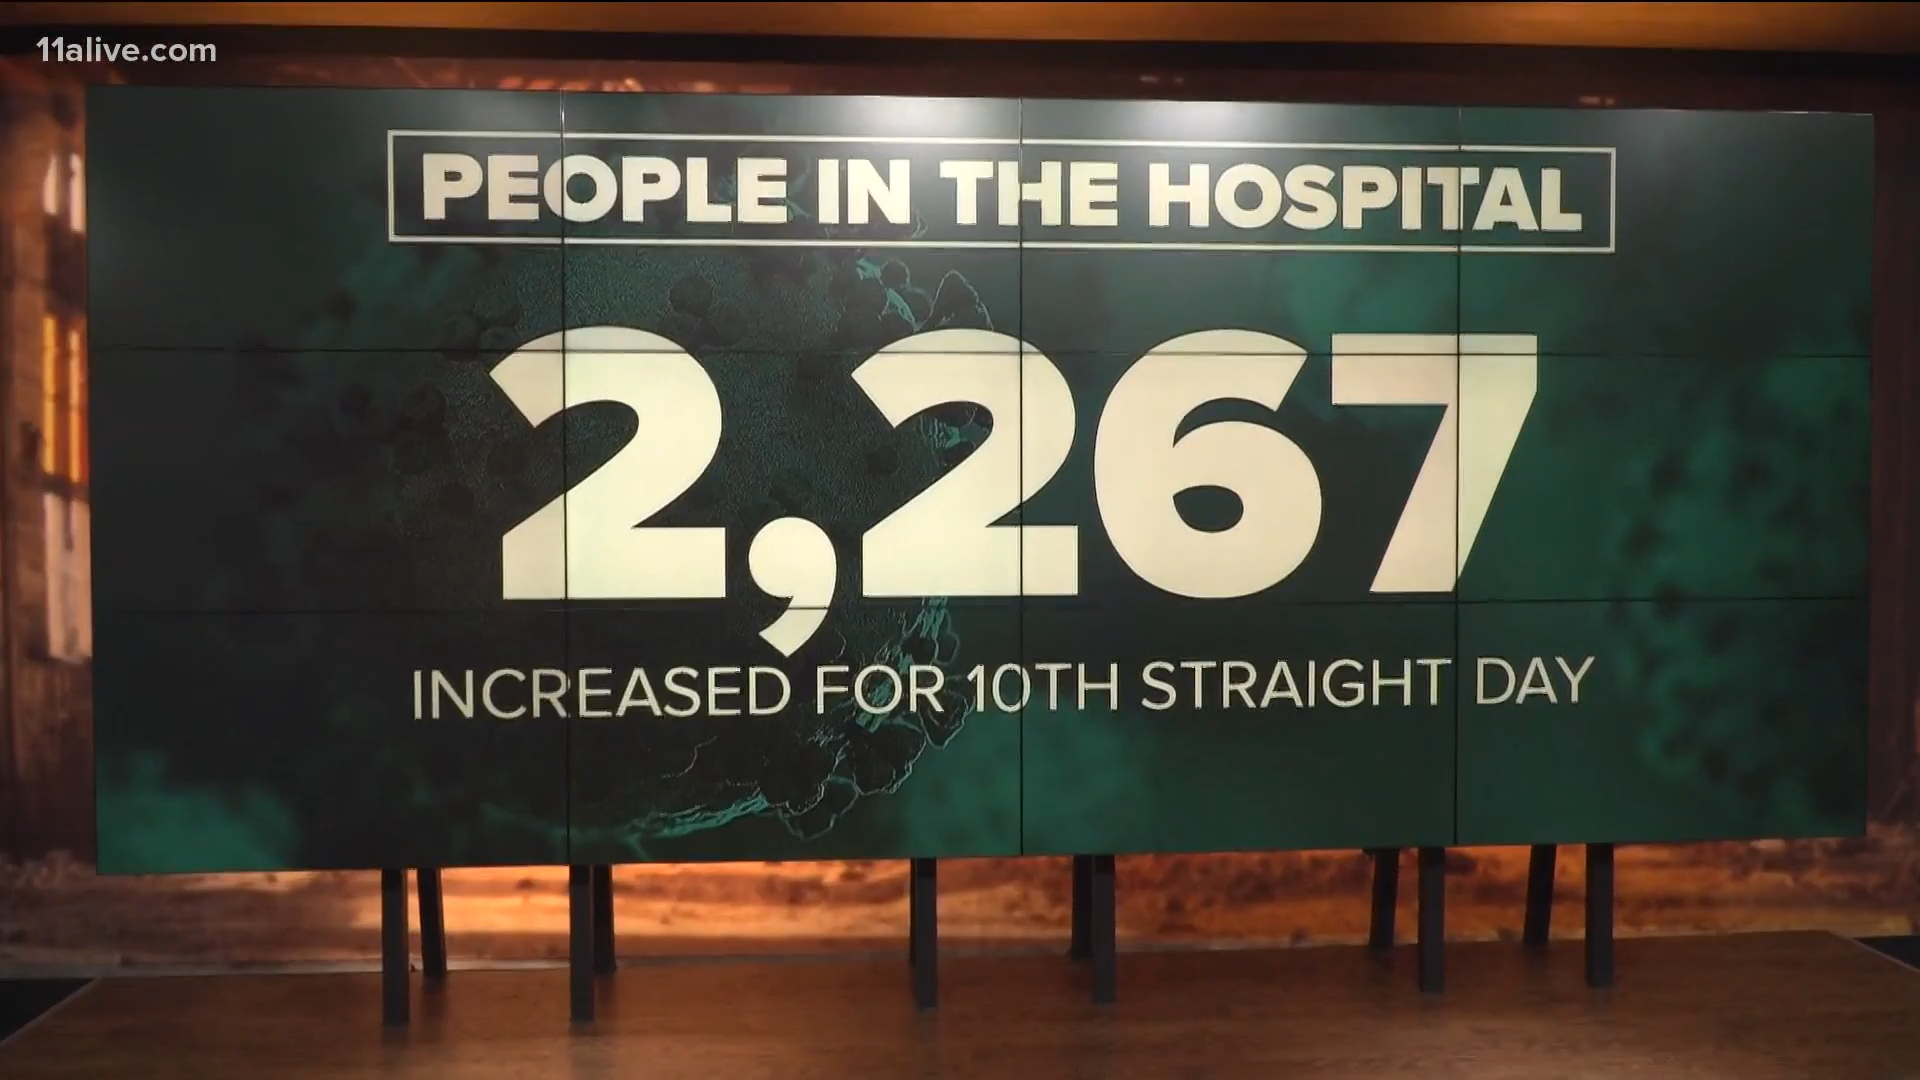 11alive.com
PEOPLE IN THE HOSPITAL
2,267
INCREASED FOR 10TH STRAIGHT DAY